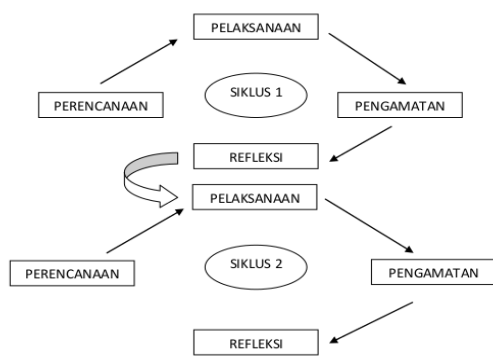 PELAKSANAAN
SIKLUS 1
PERENCANAAN
PENGAMATAN
REFLEKSI
PELAKSANAAN
SIKLUS 2
PERENCANAAN
PENGAMATAN
REFLEKSI